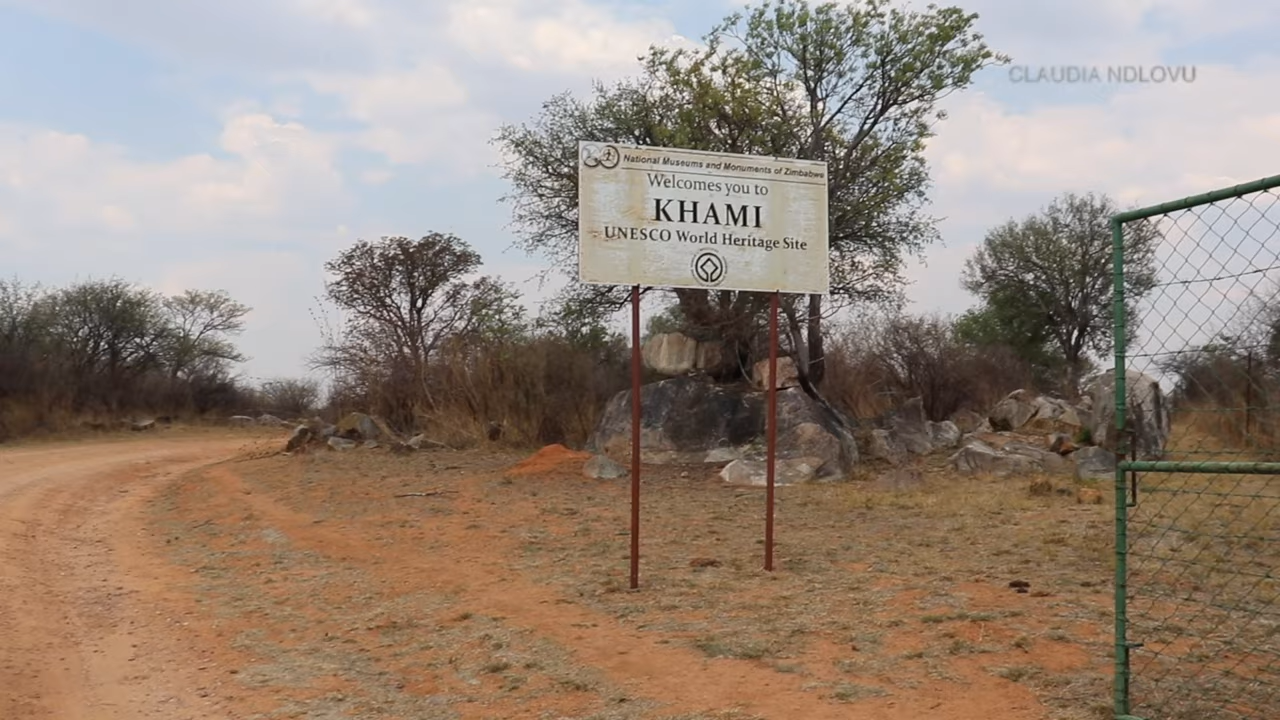 CLAUDIA NDLOVU
National Museums and Monuments of Zimbabwe
Welcomes you to
KHAMI
UNESCO World Heritage Site